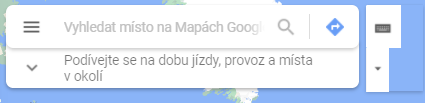 Vyhledat místo na Mapách Googl
Podívejte se na dobu jízdy, provoz a místa
v okolí